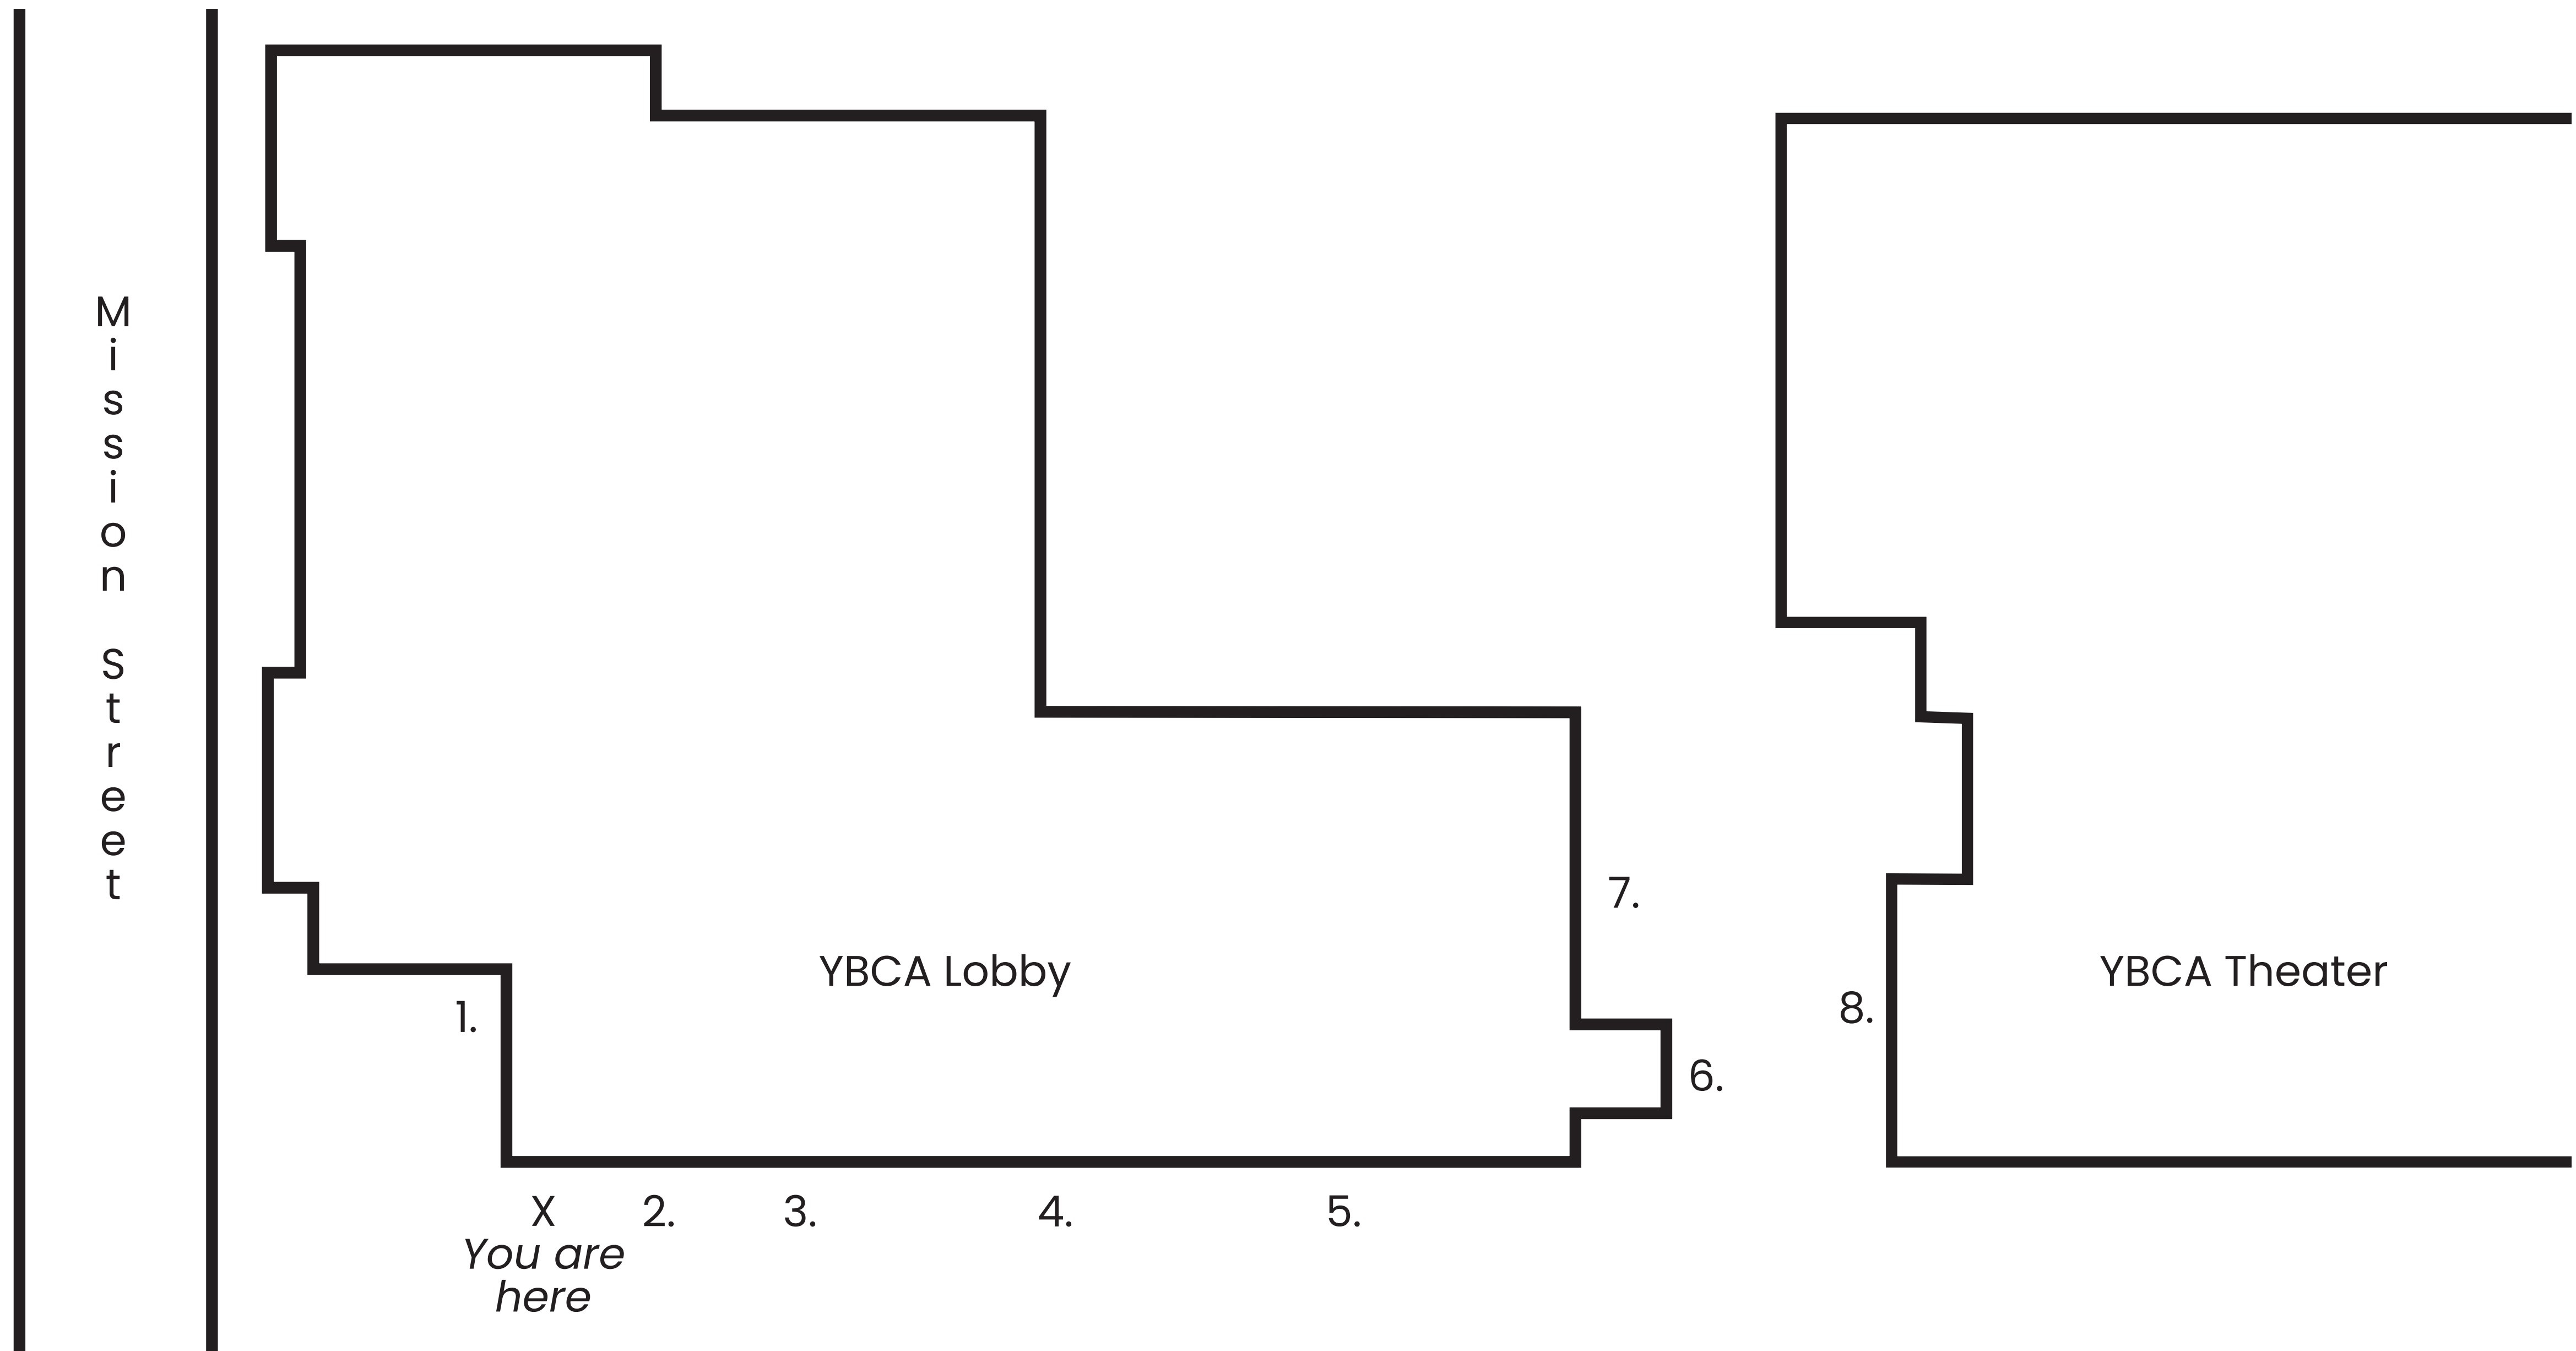 Mission Street
YBCA Lobby
YBCA Theater
1.
X
You are
here
2.
3.
4.
5.
6.
7.
8.